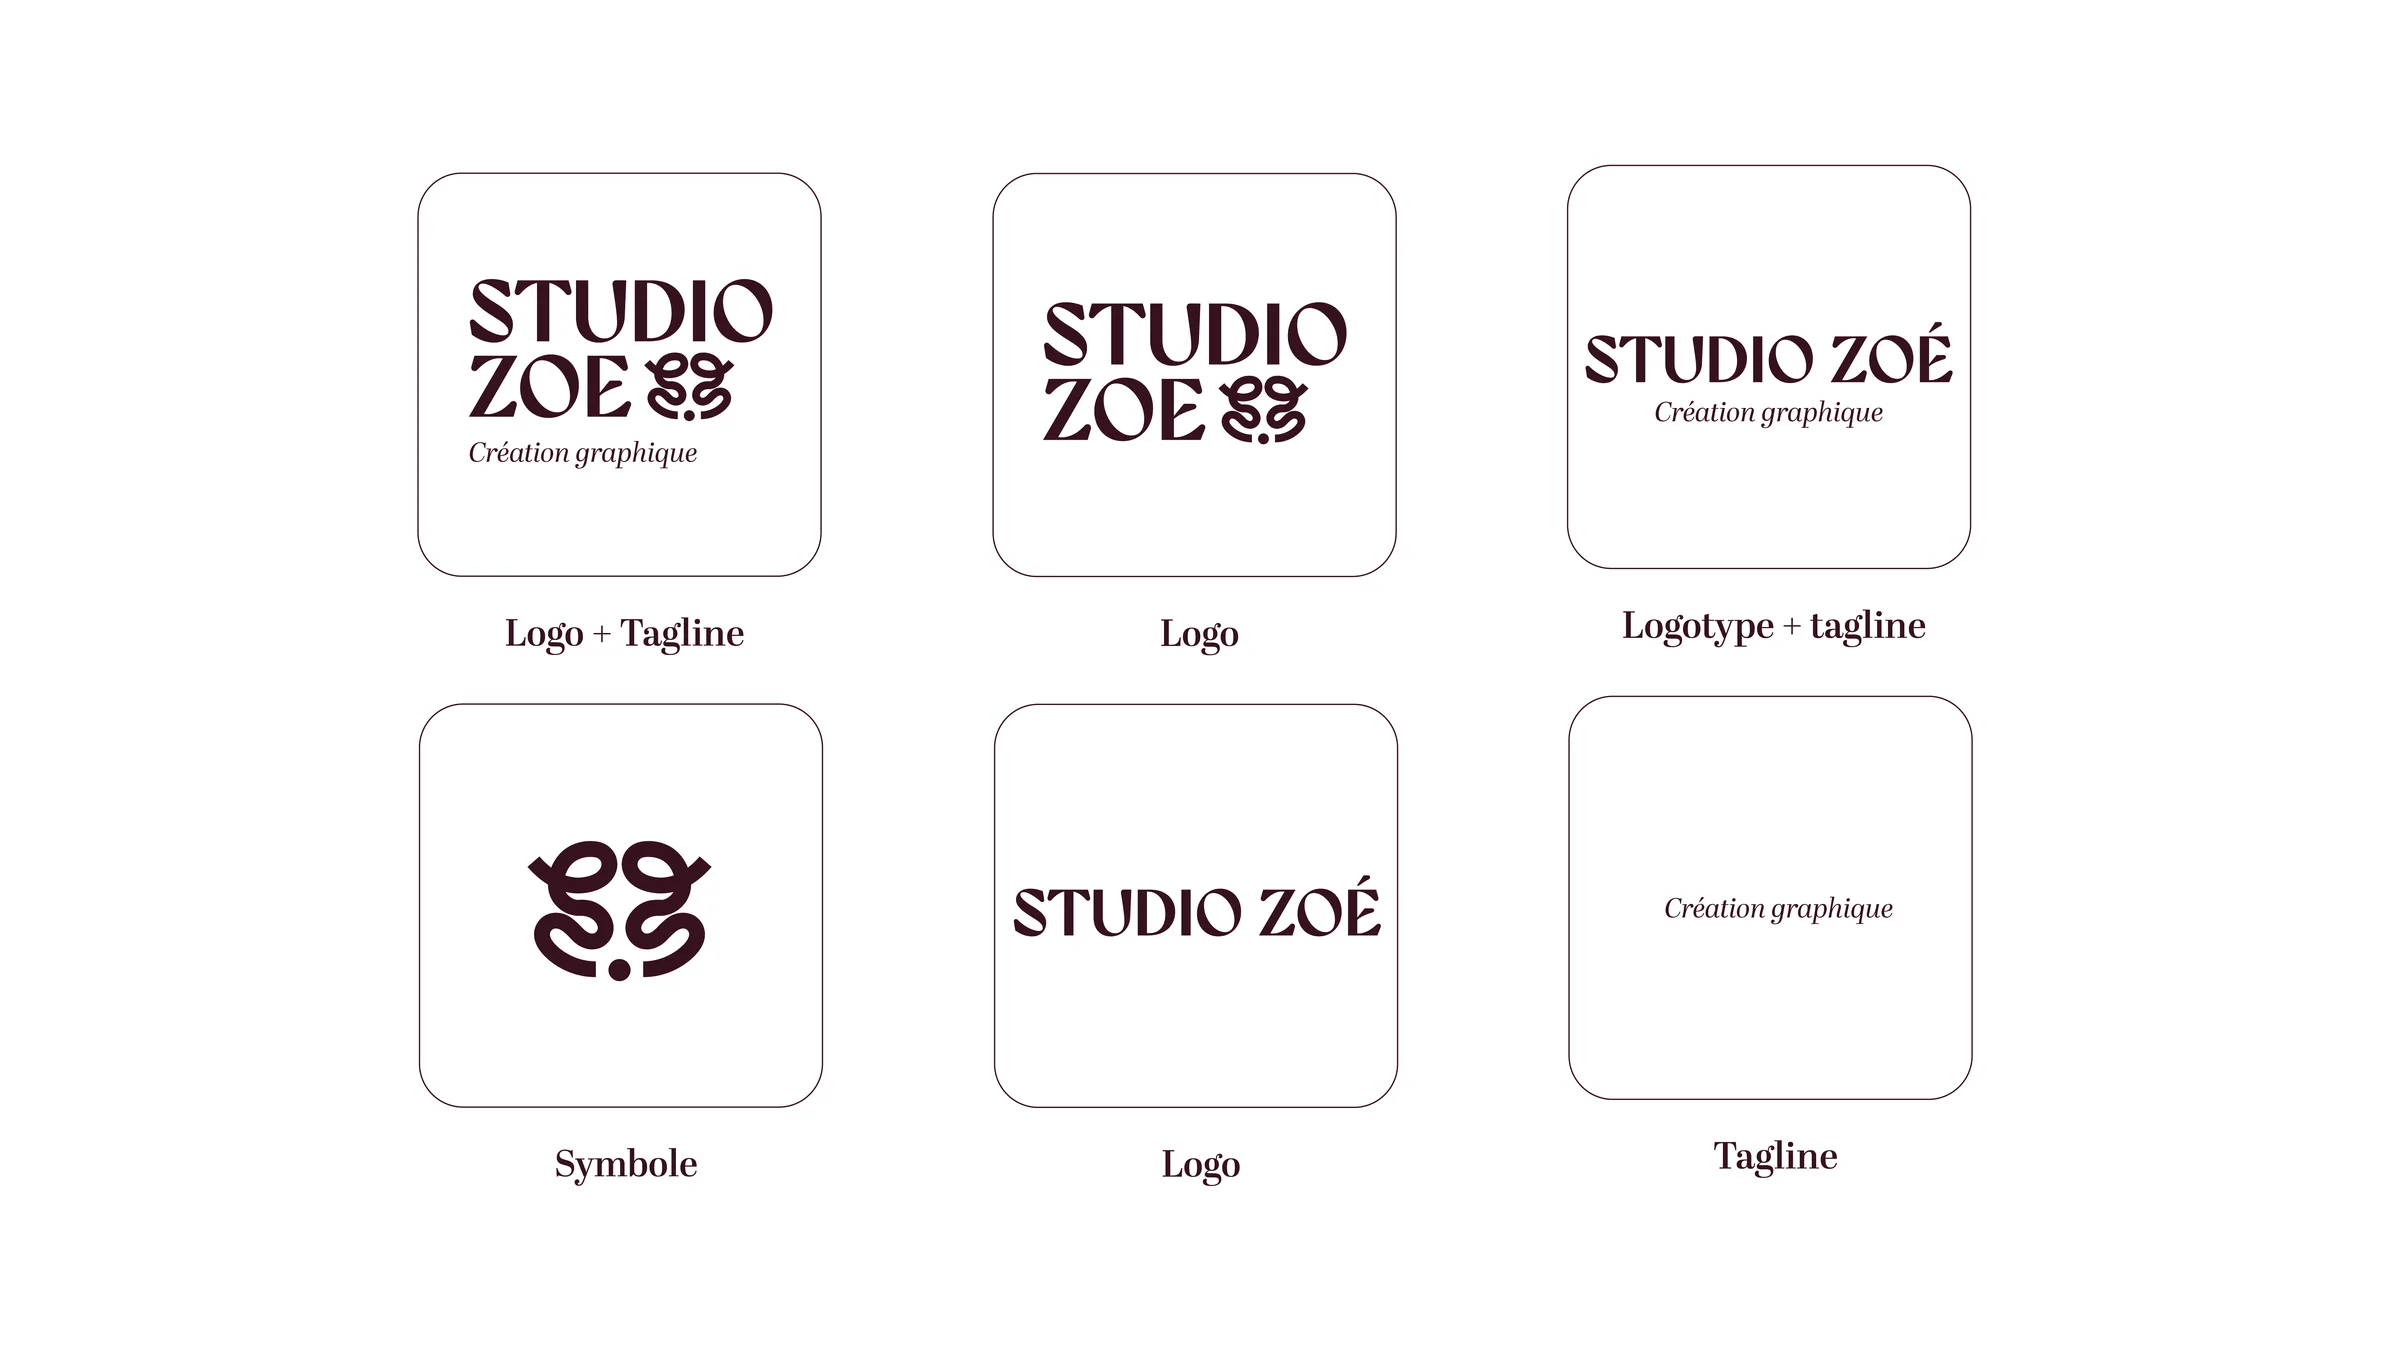 STUDIO
ZOE
Création graphique
Logo + Tagline
STUDIO
ZOE
Logo
STUDIO ZOÉ
Création graphique
Logotype + tagline
Symbole
STUDIO ZOÉ
Logo
Création graphique
Tagline